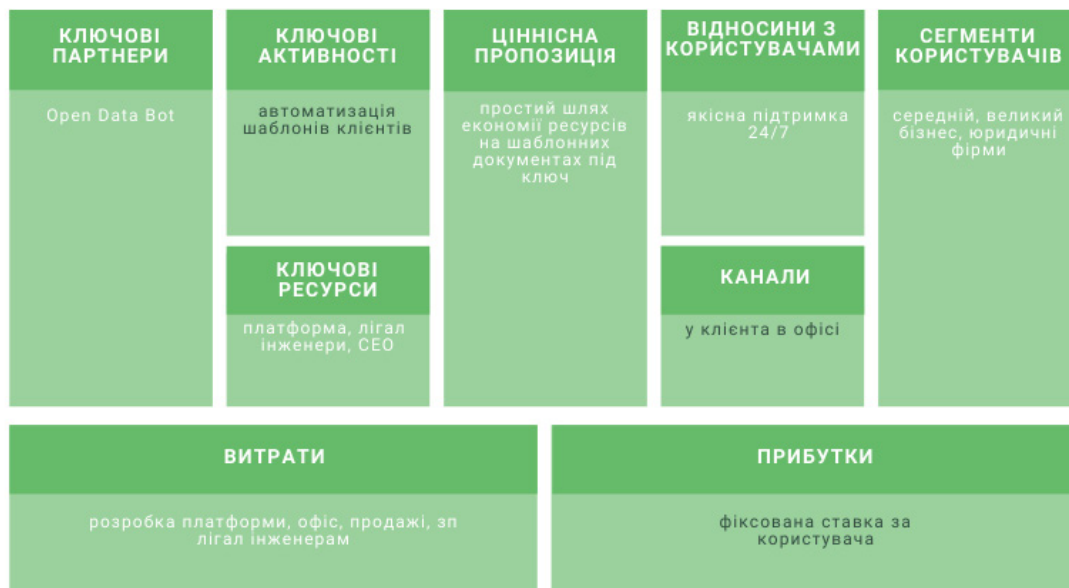 КЛЮЧОВІ
ПАРТНЕРИ
Open Data Bot
КЛЮЧОВІ
АКТИВНОСТІ
автоматизація
шаблонів клієнтів
КЛЮЧОВІ
РЕСУРСИ
платформа, лігал
інженери, CEO
ЦІННІСНА
ПРОПОЗИЦІЯ
простий шлях
економії ресурсів
на шаблонних
документах під
ключ
ВІДНОСИНИ З
КОРИСТУВАЧАМИ
якісна підтримка
24/7
КАНАЛИ
у клієнта в офісі
СЕГМЕНТИ
КОРИСТУВАЧІВ
середній, великий
бізнес, юридичні
фірми
ВИТРАТИ
розробка платформи, офіс, продажі, зп
лігал інженерам
ПРИБУТКИ
фіксована ставка за
користувача